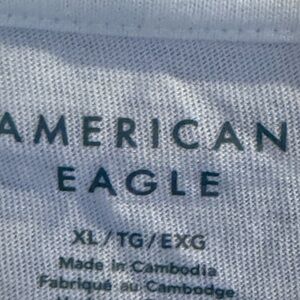 AMERICAN
EAGLE
XL/TG/EXG
Made in Cambodia
Fabriqué au Cambodge